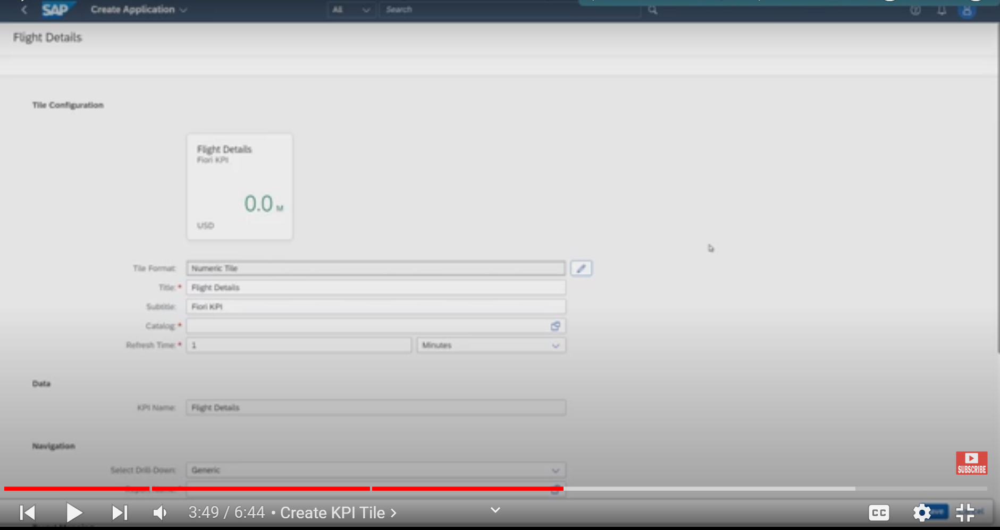 SAP Create Application All Search
Flight Details
Tile Configuration
Flight Details
Fiori KPI
0.0 M
USD
Tile Format: Numeric Tile
Title: * Flight Details
Subtitle: Fiori KPI
Catalog: *
Refresh Time: * 1 Minutes
Data
KPI Name: Flight Details
Navigation
Select Drill-Down: Generic
SUBSCRIBE
3:49 / 6:44 • Create KPI Tile
CC